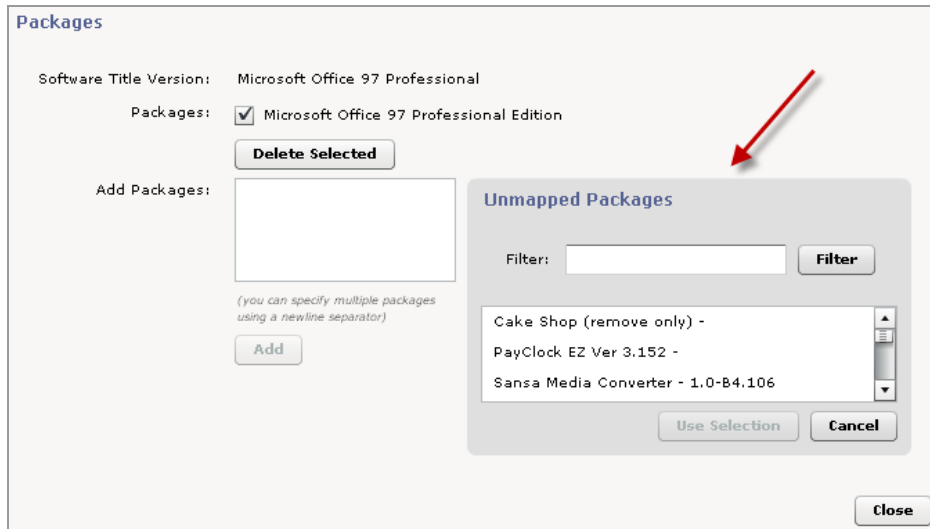 Packages
Software Title Version: Microsoft Office 97 Professional
Packages: Microsoft Office 97 Professional Edition
Delete Selected
Add Packages:
(you can specify multiple packages
using a newline separator)
Add
Unmapped Packages
Filter: Filter
Cake Shop (remove only) -
PayClock EZ Ver 3.152 -
Sansa Media Converter - 1.0-B4.106
Use Selection Cancel
Close